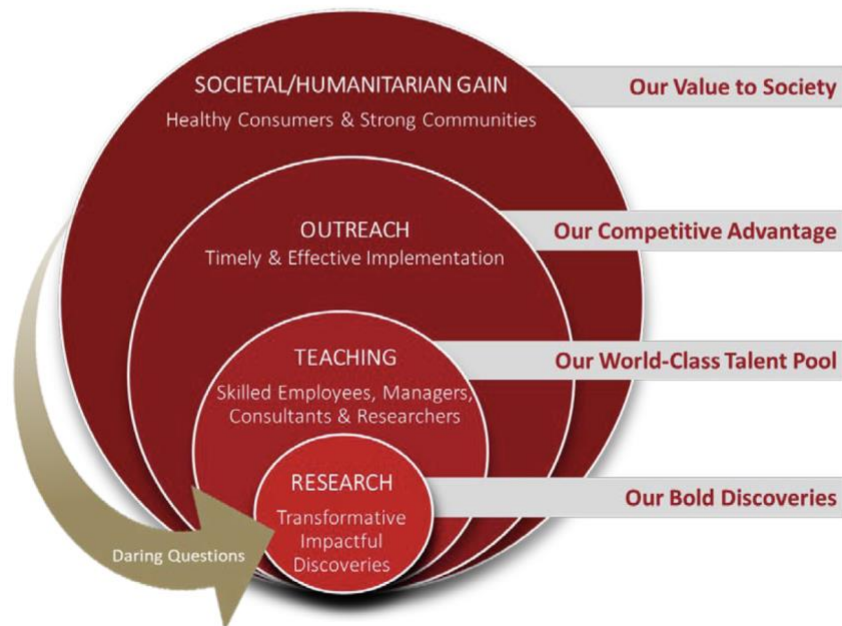 SOCIETAL/HUMANITARIAN GAIN
Healthy Consumers & Strong Communities
Our Value to Society
OUTREACH
Timely & Effective Implementation
Our Competitive Advantage
TEACHING
Skilled Employees, Managers,
Consultants & Researchers
Our World-Class Talent Pool
RESEARCH
Transformative
Impactful
Discoveries
Our Bold Discoveries
Daring Questions